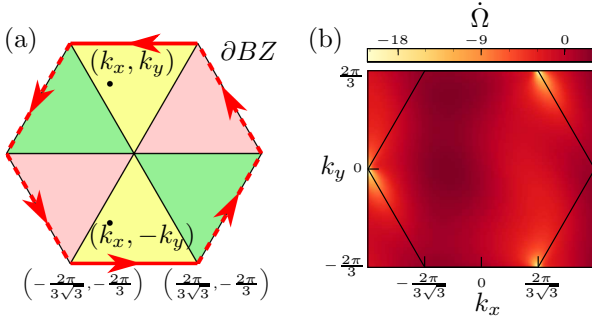 (a)
∂BZ
(k_x, k_y)
(k_x, -k_y)
(-2π/3√3, -2π/3)
(2π/3√3, -2π/3)
(b)
Ω̇
-18 -9 0
2π/3
k_y 0
-2π/3
-2π/3√3 0 2π/3√3
k_x